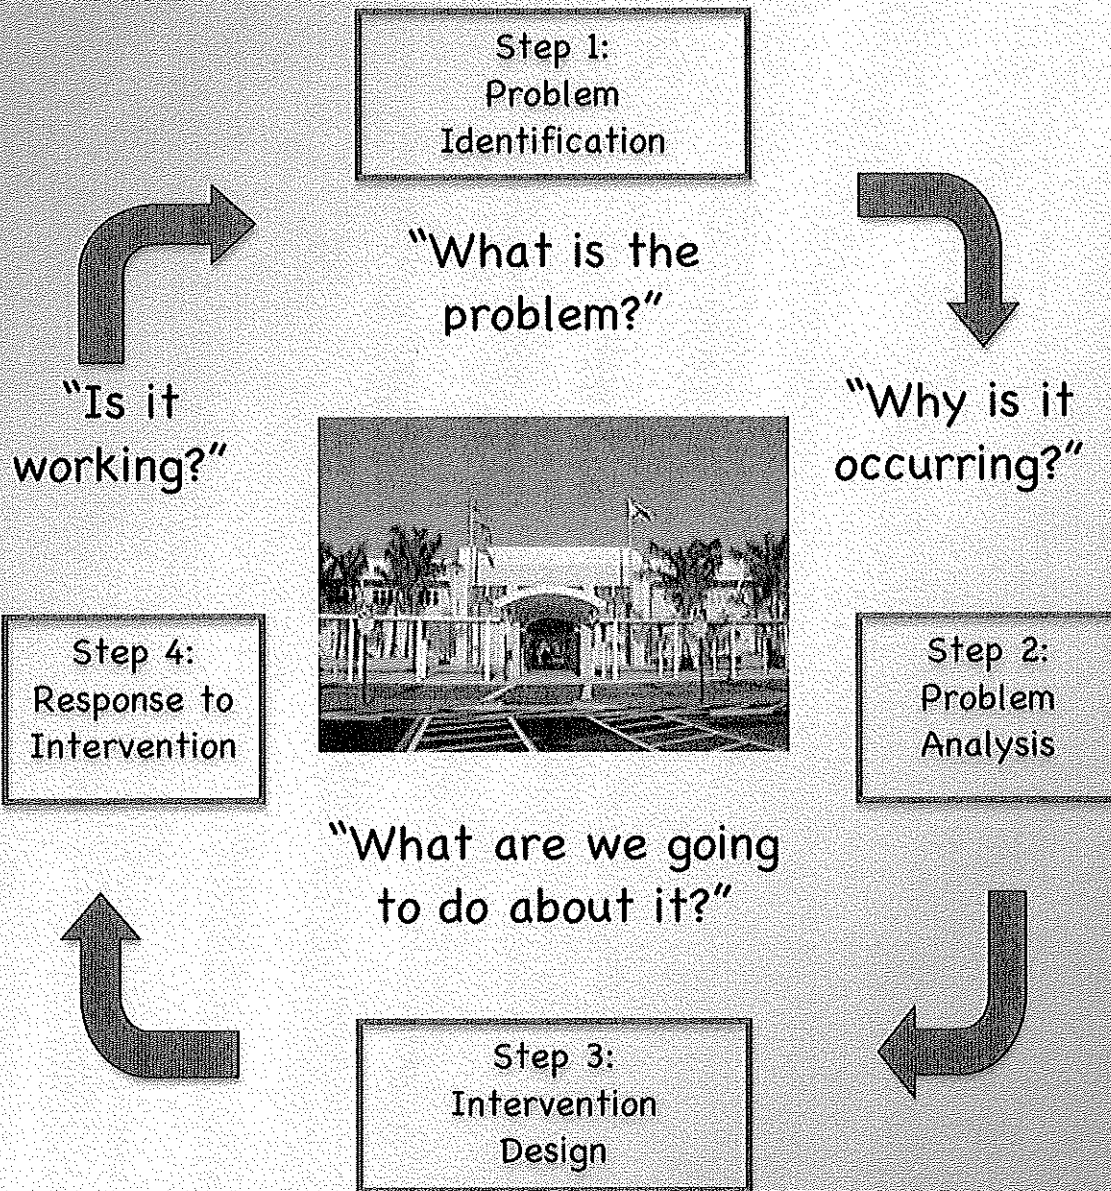 Step 1:
Problem
Identification
“What is the
problem?”
“Why is it
occurring?”
Step 2:
Problem
Analysis
“What are we going
to do about it?”
Step 3:
Intervention
Design
Step 4:
Response to
Intervention
“Is it
working?”